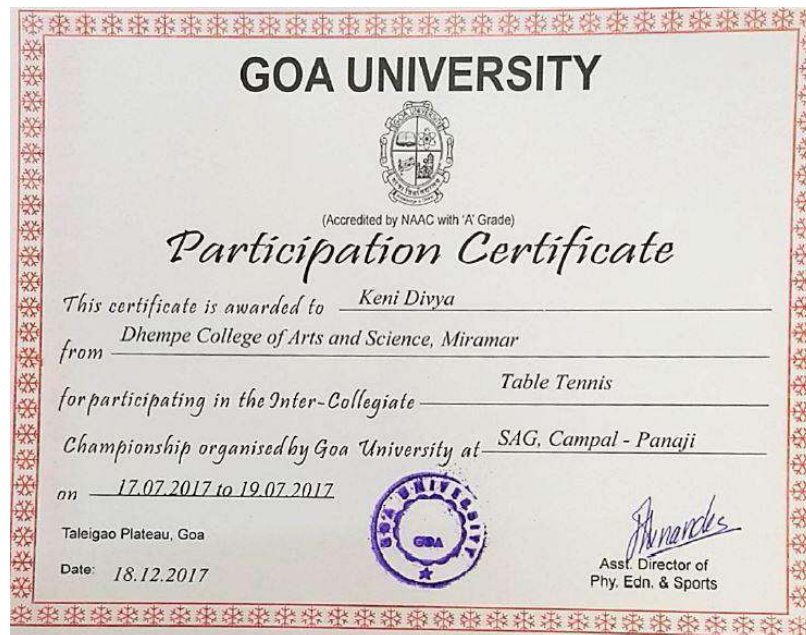 GOA UNIVERSITY
GOA UNIVERSITY
(Accredited by NAAC with 'A' Grade)
Participation Certificate
This certificate is awarded to Keni Divya
from Dhempe College of Arts and Science, Miramar
for participating in the Inter-Collegiate Table Tennis
Championship organised by Goa University at SAG, Campal - Panaji
on 17.07.2017 to 19.07.2017
Taleigao Plateau, Goa
Date: 18.12.2017
GOA UNIVERSITY
GOA
Asst. Director of
Phy. Edn. & Sports